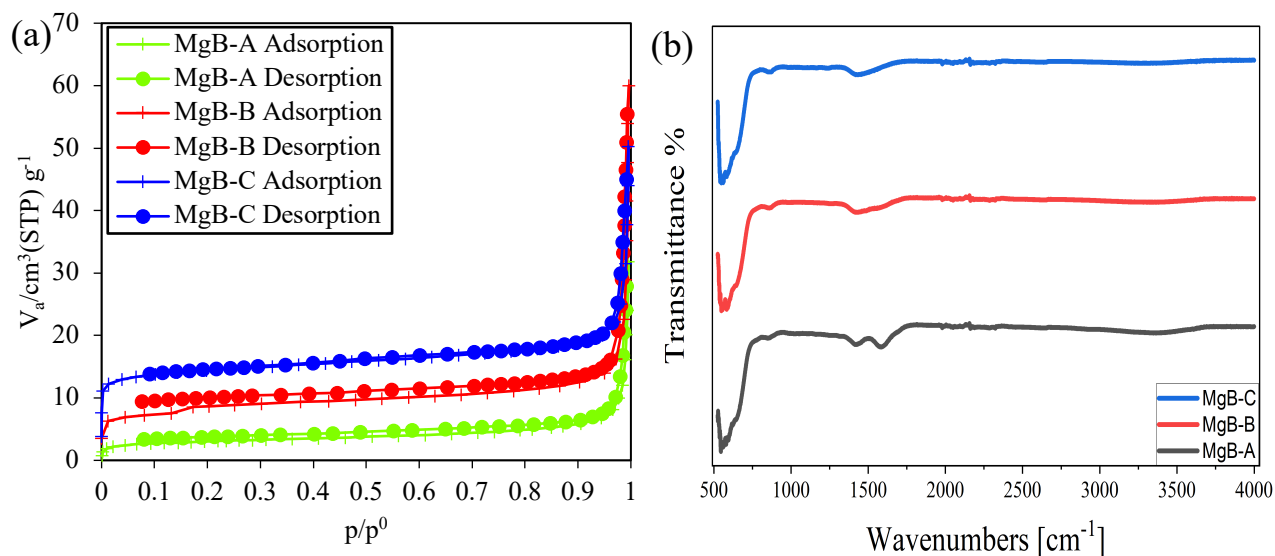 (a)
MgB-A Adsorption
MgB-A Desorption
MgB-B Adsorption
MgB-B Desorption
MgB-C Adsorption
MgB-C Desorption
Vₐ/cm³(STP) g⁻¹
70
60
50
40
30
20
10
0
0 0.1 0.2 0.3 0.4 0.5 0.6 0.7 0.8 0.9 1
p/p⁰
(b)
Transmittance %
MgB-C
MgB-B
MgB-A
500 1000 1500 2000 2500 3000 3500 4000
Wavenumbers [cm⁻¹]